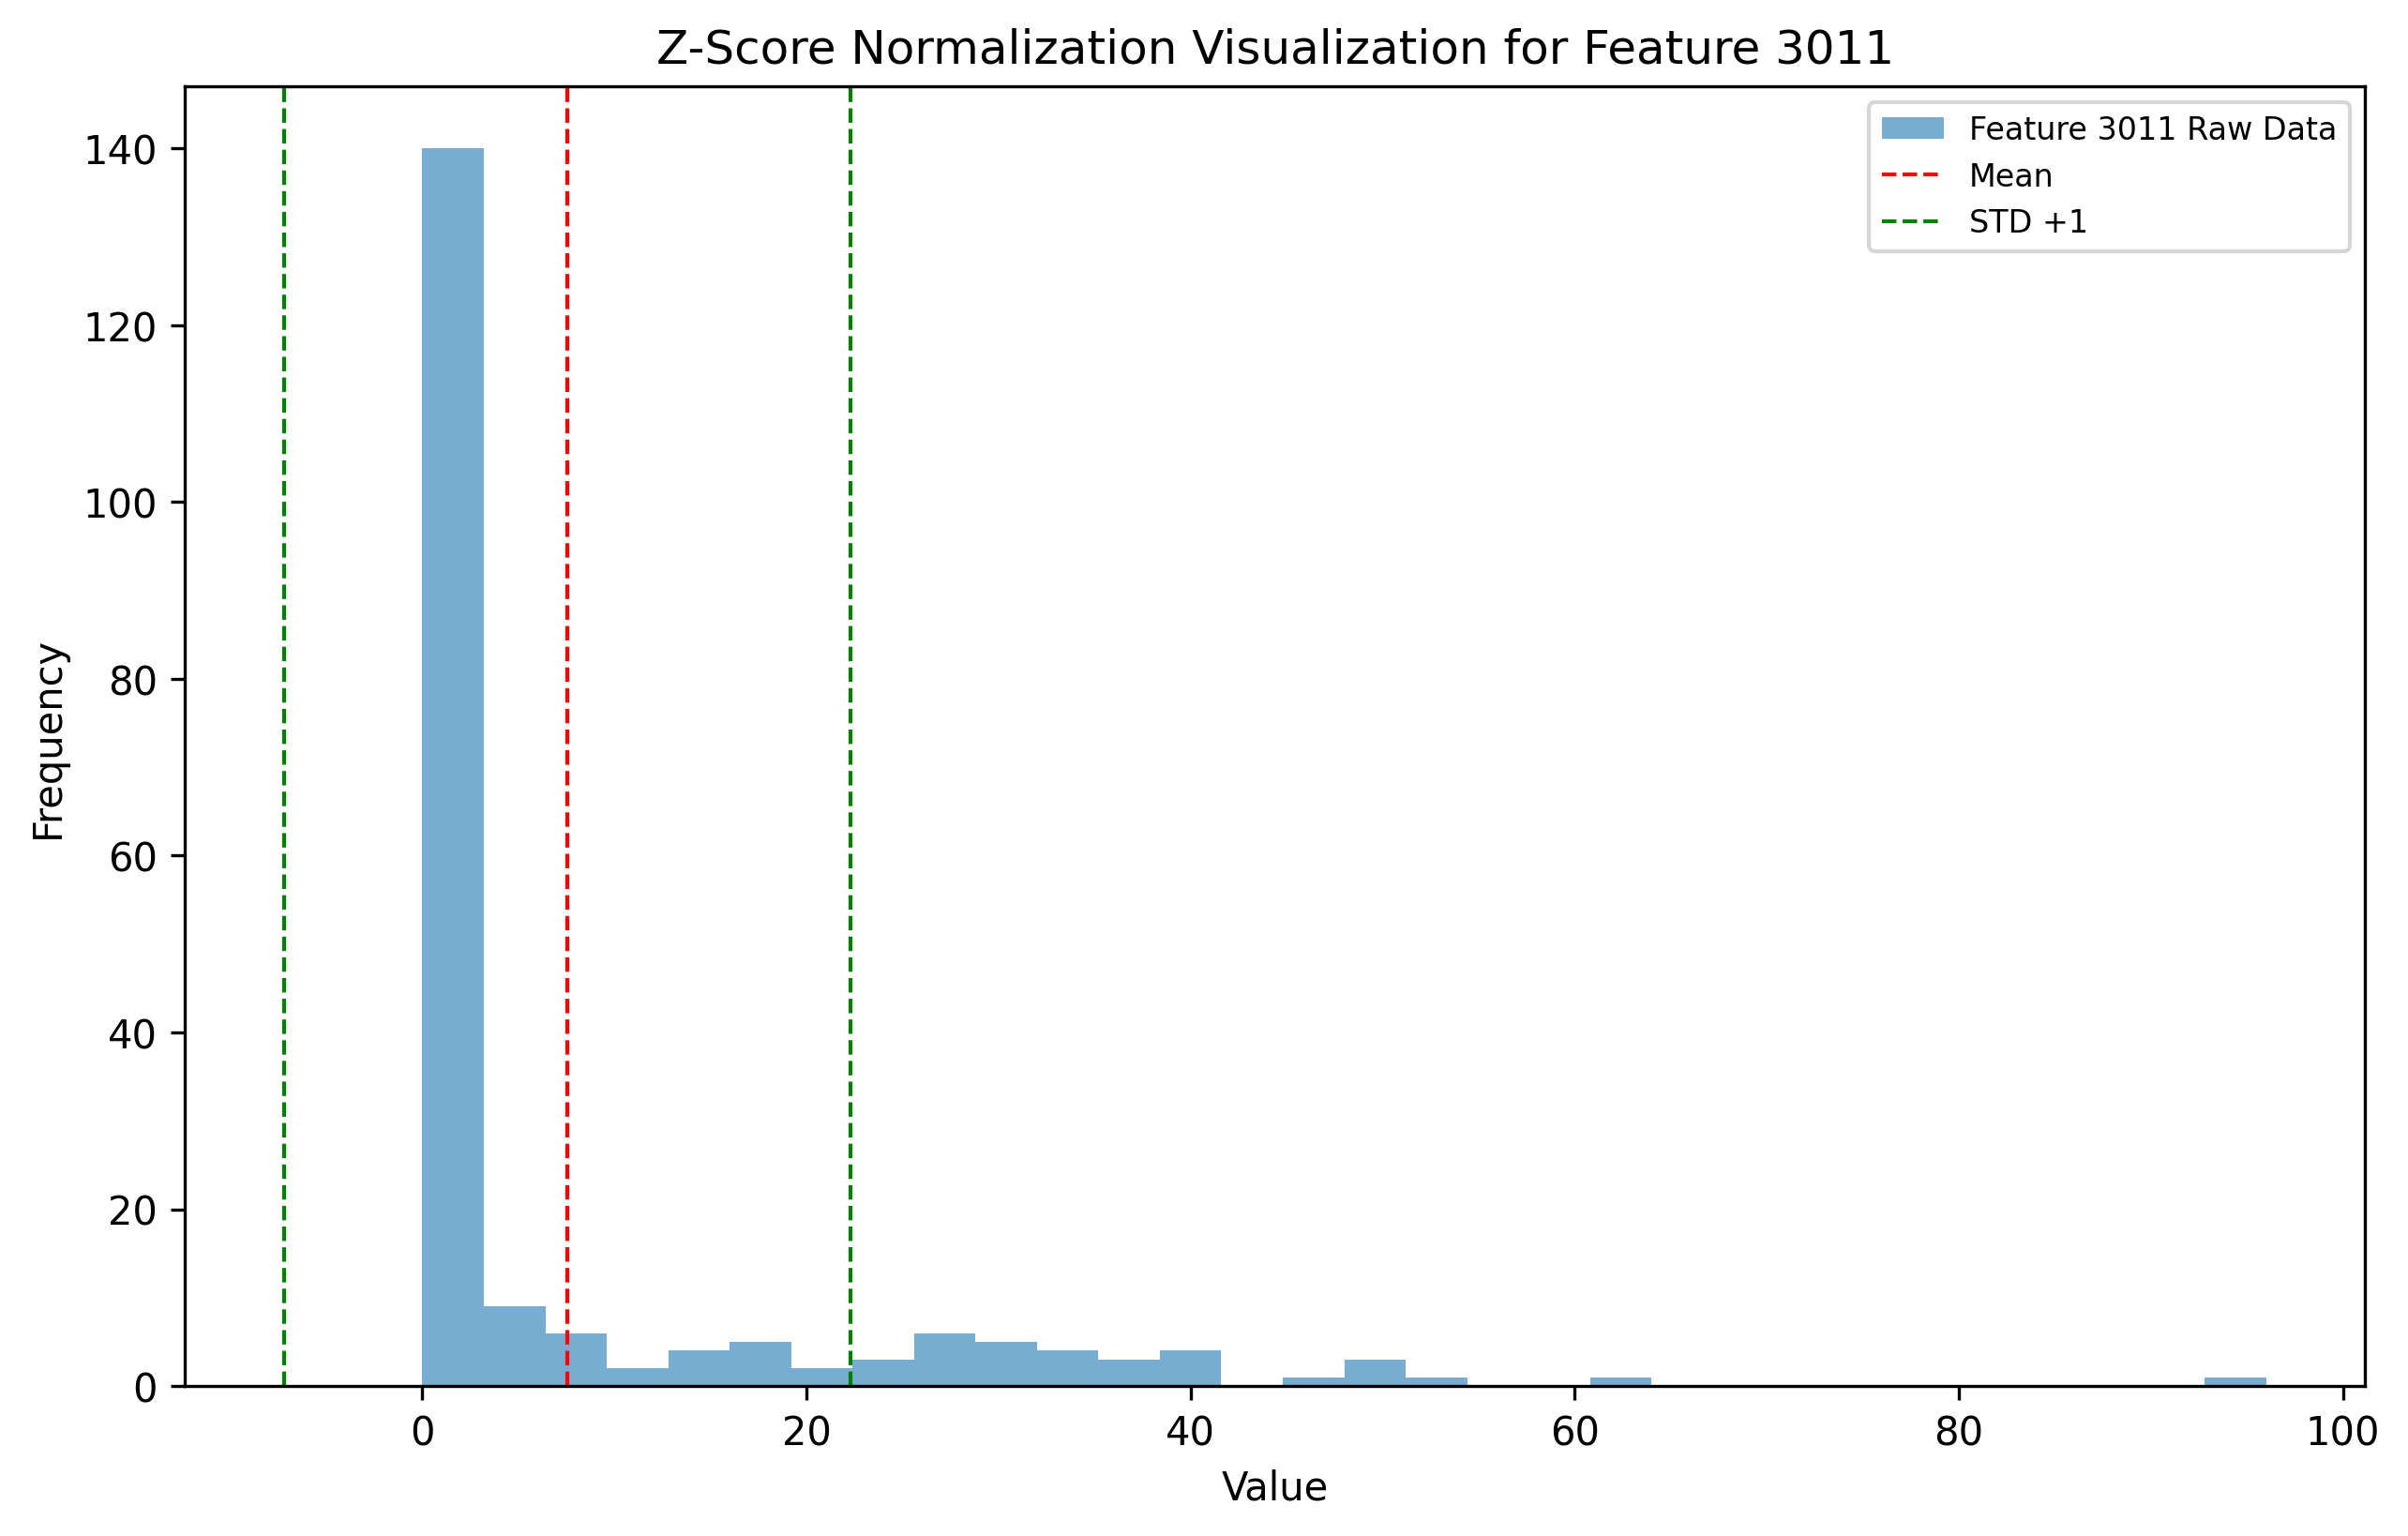 Z-Score Normalization Visualization for Feature 3011
Feature 3011 Raw Data
Mean
STD +1
140
120
100
80
60
40
20
0
Frequency
0 20 40 60 80 100
Value